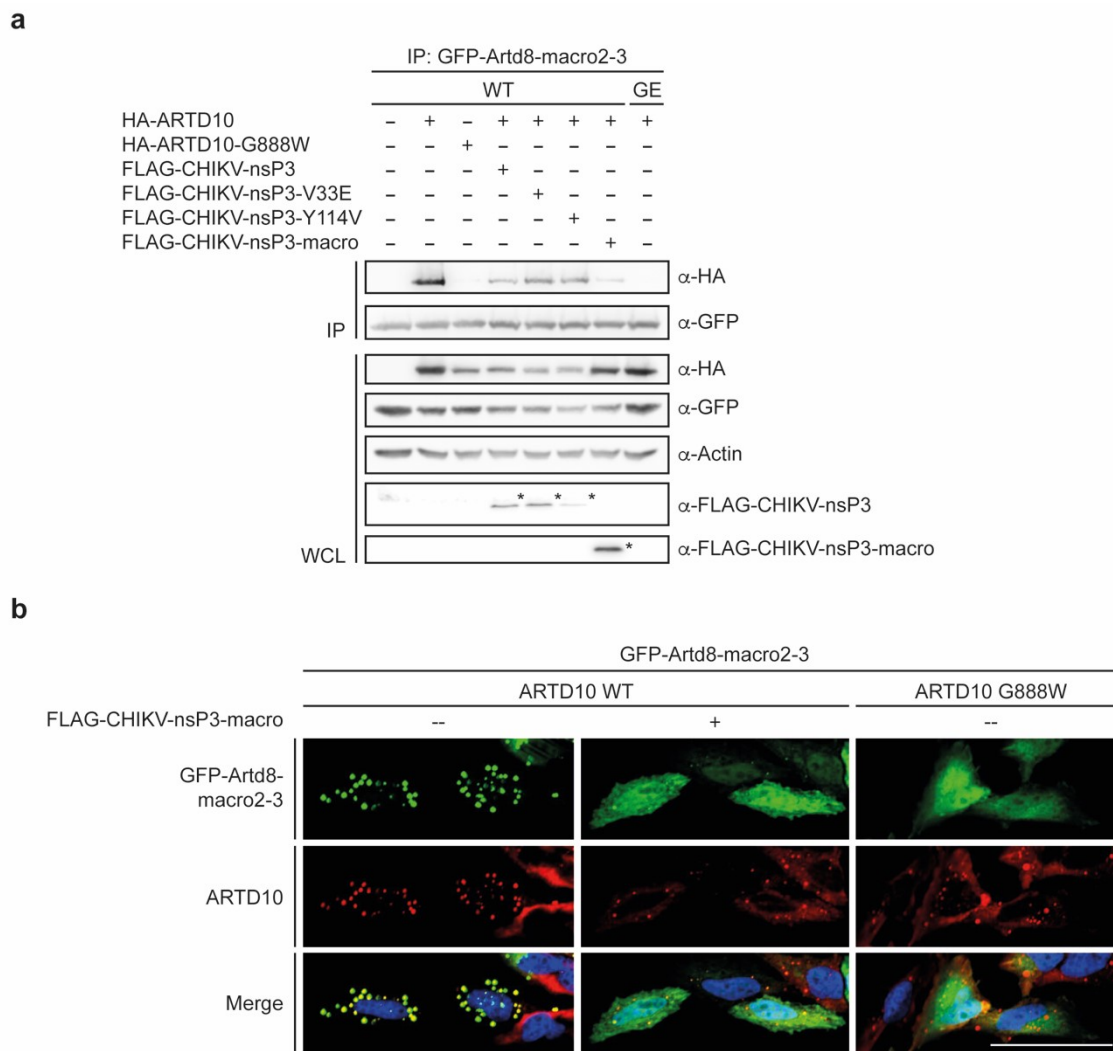 a
IP: GFP-Artd8-macro2-3
WT GE
HA-ARTD10 – + – + + + + +
HA-ARTD10-G888W – – + – – – – –
FLAG-CHIKV-nsP3 – – – + – – – –
FLAG-CHIKV-nsP3-V33E – – – – + – – –
FLAG-CHIKV-nsP3-Y114V – – – – – + – –
FLAG-CHIKV-nsP3-macro – – – – – – + –
α-HA
IP α-GFP
α-HA
α-GFP
α-Actin
* * * α-FLAG-CHIKV-nsP3
WCL * α-FLAG-CHIKV-nsP3-macro
b
GFP-Artd8-macro2-3
ARTD10 WT ARTD10 G888W
FLAG-CHIKV-nsP3-macro -- + --
GFP-Artd8-
macro2-3
ARTD10
Merge